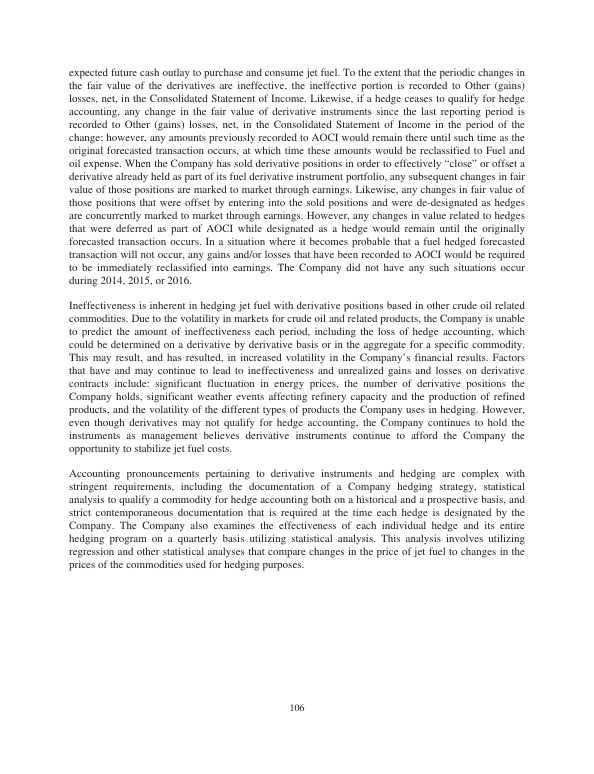 expected future cash outlay to purchase and consume jet fuel. To the extent that the periodic changes in
the fair value of the derivatives are ineffective, the ineffective portion is recorded to Other (gains)
losses, net, in the Consolidated Statement of Income. Likewise, if a hedge ceases to qualify for hedge
accounting, any change in the fair value of derivative instruments since the last reporting period is
recorded to Other (gains) losses, net, in the Consolidated Statement of Income in the period of the
change; however, any amounts previously recorded to AOCI would remain there until such time as the
original forecasted transaction occurs, at which time these amounts would be reclassified to Fuel and
oil expense. When the Company has sold derivative positions in order to effectively “close” or offset a
derivative already held as part of its fuel derivative instrument portfolio, any subsequent changes in fair
value of those positions are marked to market through earnings. Likewise, any changes in fair value of
those positions that were offset by entering into the sold positions and were de-designated as hedges
are concurrently marked to market through earnings. However, any changes in value related to hedges
that were deferred as part of AOCI while designated as a hedge would remain until the originally
forecasted transaction occurs. In a situation where it becomes probable that a fuel hedged forecasted
transaction will not occur, any gains and/or losses that have been recorded to AOCI would be required
to be immediately reclassified into earnings. The Company did not have any such situations occur
during 2014, 2015, or 2016.
Ineffectiveness is inherent in hedging jet fuel with derivative positions based in other crude oil related
commodities. Due to the volatility in markets for crude oil and related products, the Company is unable
to predict the amount of ineffectiveness each period, including the loss of hedge accounting, which
could be determined on a derivative by derivative basis or in the aggregate for a specific commodity.
This may result, and has resulted, in increased volatility in the Company’s financial results. Factors
that have and may continue to lead to ineffectiveness and unrealized gains and losses on derivative
contracts include: significant fluctuation in energy prices, the number of derivative positions the
Company holds, significant weather events affecting refinery capacity and the production of refined
products, and the volatility of the different types of products the Company uses in hedging. However,
even though derivatives may not qualify for hedge accounting, the Company continues to hold the
instruments as management believes derivative instruments continue to afford the Company the
opportunity to stabilize jet fuel costs.
Accounting pronouncements pertaining to derivative instruments and hedging are complex with
stringent requirements, including the documentation of a Company hedging strategy, statistical
analysis to qualify a commodity for hedge accounting both on a historical and a prospective basis, and
strict contemporaneous documentation that is required at the time each hedge is designated by the
Company. The Company also examines the effectiveness of each individual hedge and its entire
hedging program on a quarterly basis utilizing statistical analysis. This analysis involves utilizing
regression and other statistical analyses that compare changes in the price of jet fuel to changes in the
prices of the commodities used for hedging purposes.
106